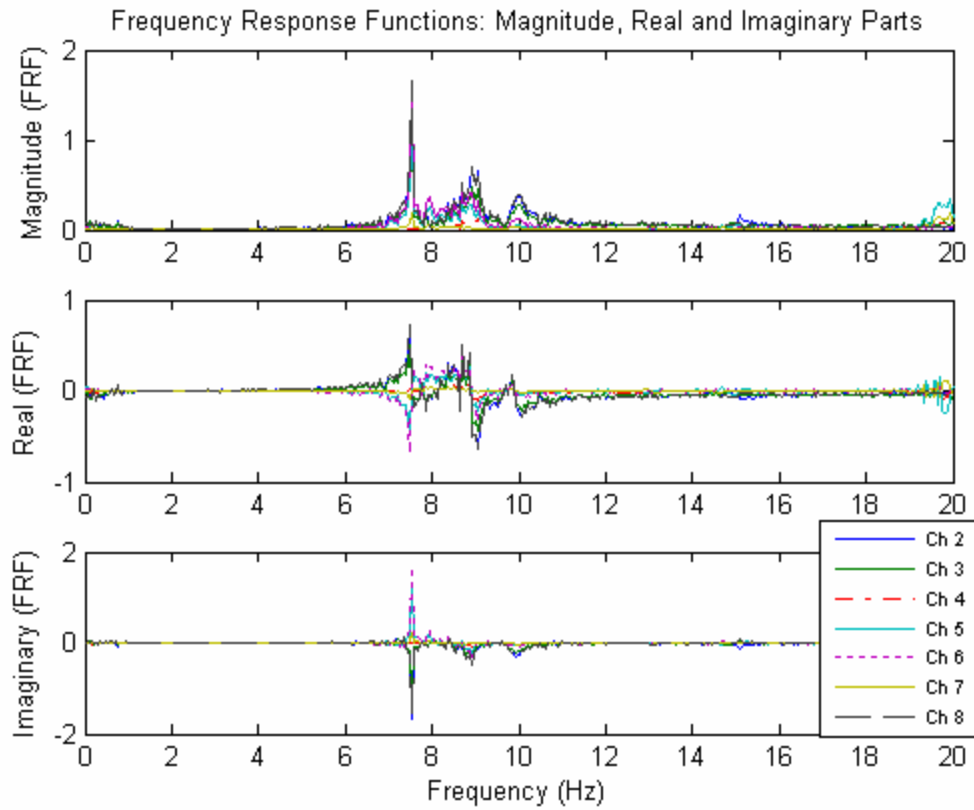 Frequency Response Functions: Magnitude, Real and Imaginary Parts
Magnitude (FRF)
2
1
0
0 2 4 6 8 10 12 14 16 18 20
Real (FRF)
1
0
-1
0 2 4 6 8 10 12 14 16 18 20
Imaginary (FRF)
2
0
-2
0 2 4 6 8 10 12 14 16 18 20
Frequency (Hz)
Ch 2
Ch 3
Ch 4
Ch 5
Ch 6
Ch 7
Ch 8